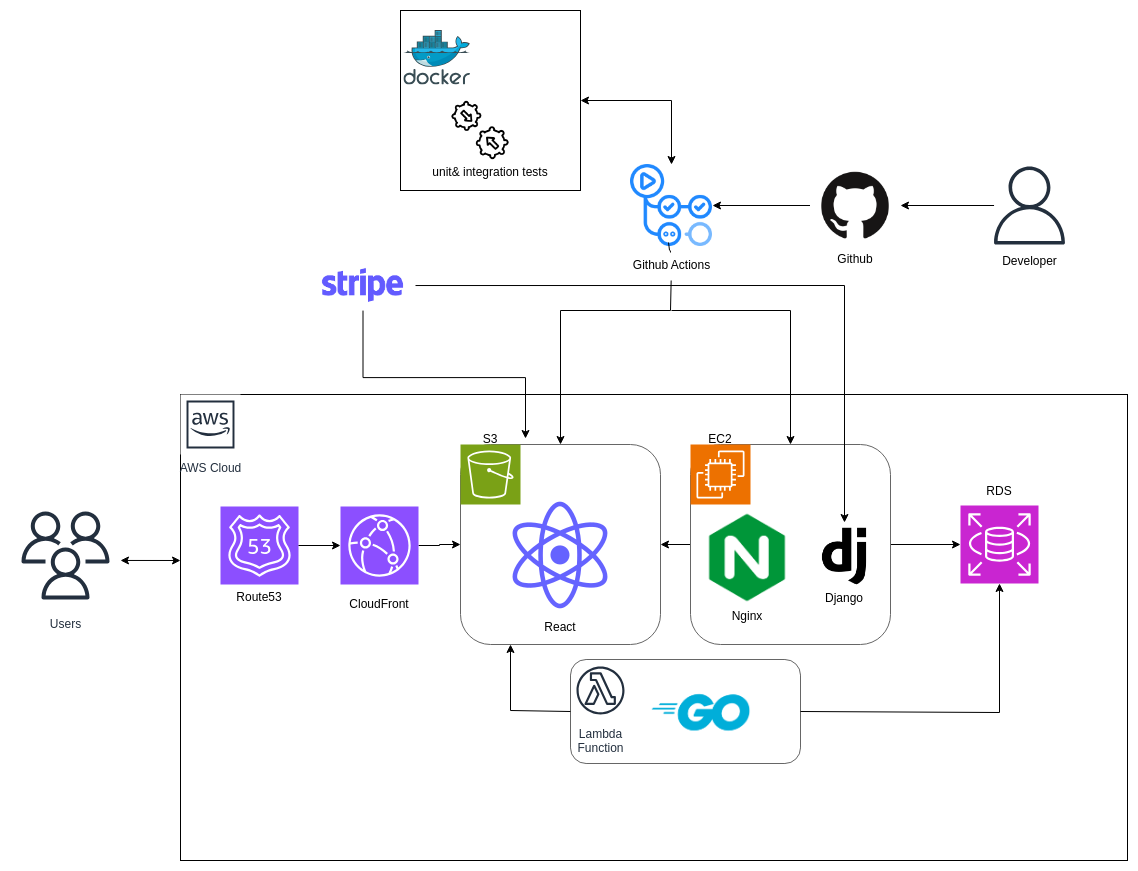 docker
unit& integration tests
Github Actions
Github
Developer
stripe
aws
AWS Cloud
S3
EC2
RDS
53
Route53
CloudFront
React
N
Nginx
dj
Django
Users
Lambda
Function
GO